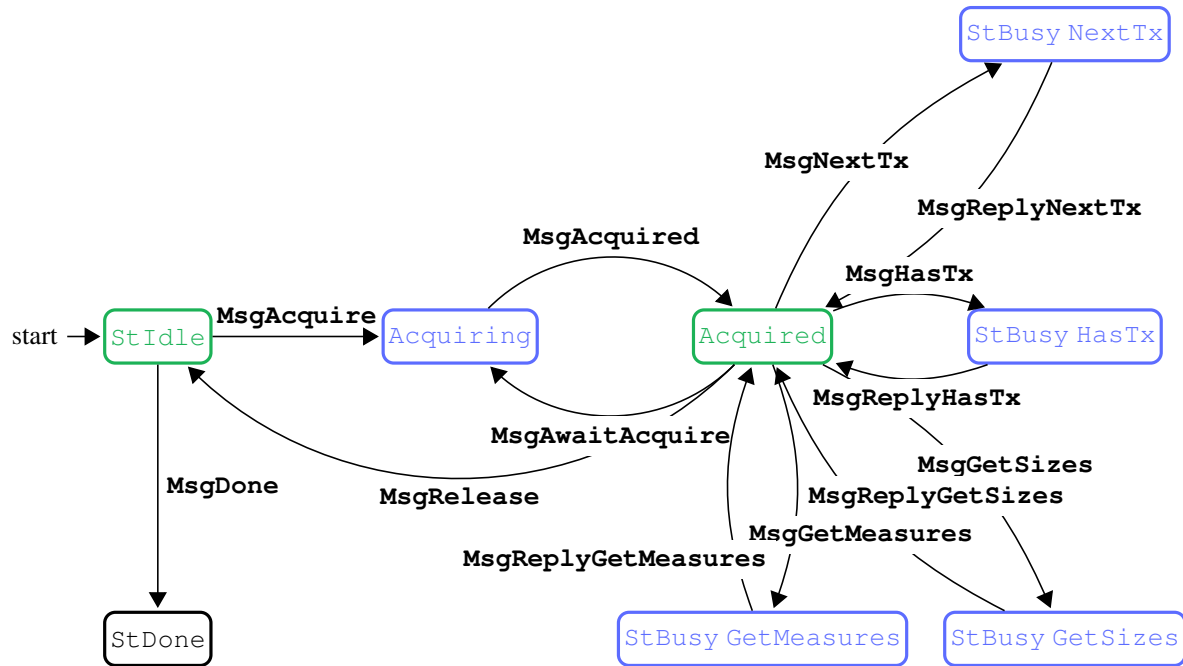 StBusy NextTx
MsgNextTx
MsgReplyNextTx
MsgAcquired
MsgHasTx
start
StIdle
MsgAcquire
Acquiring
Acquired
StBusy HasTx
MsgReplyHasTx
MsgAwaitAcquire
MsgGetSizes
MsgDone
MsgRelease
MsgReplyGetSizes
MsgGetMeasures
MsgReplyGetMeasures
StDone
StBusy GetMeasures
StBusy GetSizes